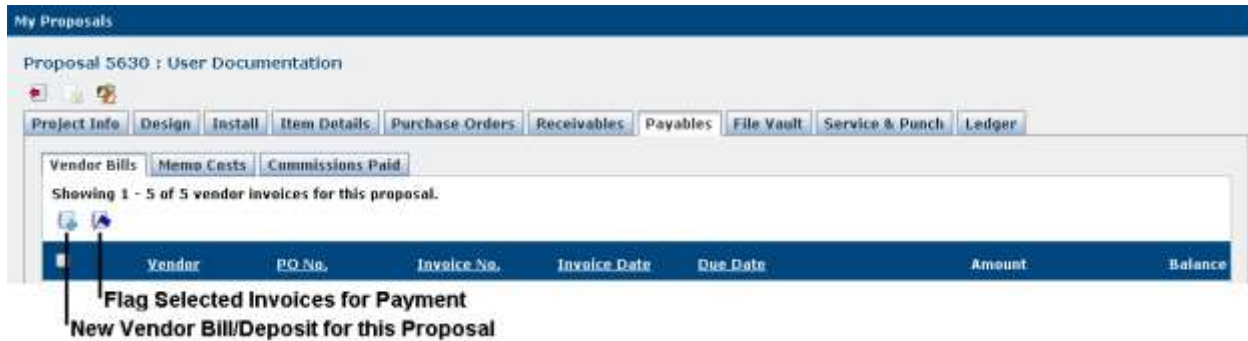 My Proposals
Proposal 5630 : User Documentation
Project Info Design Install Item Details Purchase Orders Receivables Payables File Vault Service & Punch Ledger
Vendor Bills Memo Costs Commissions Paid
Showing 1 - 5 of 5 vendor invoices for this proposal.
Vendor PO No. Invoice No. Invoice Date Due Date Amount Balance
Flag Selected Invoices for Payment
New Vendor Bill/Deposit for this Proposal